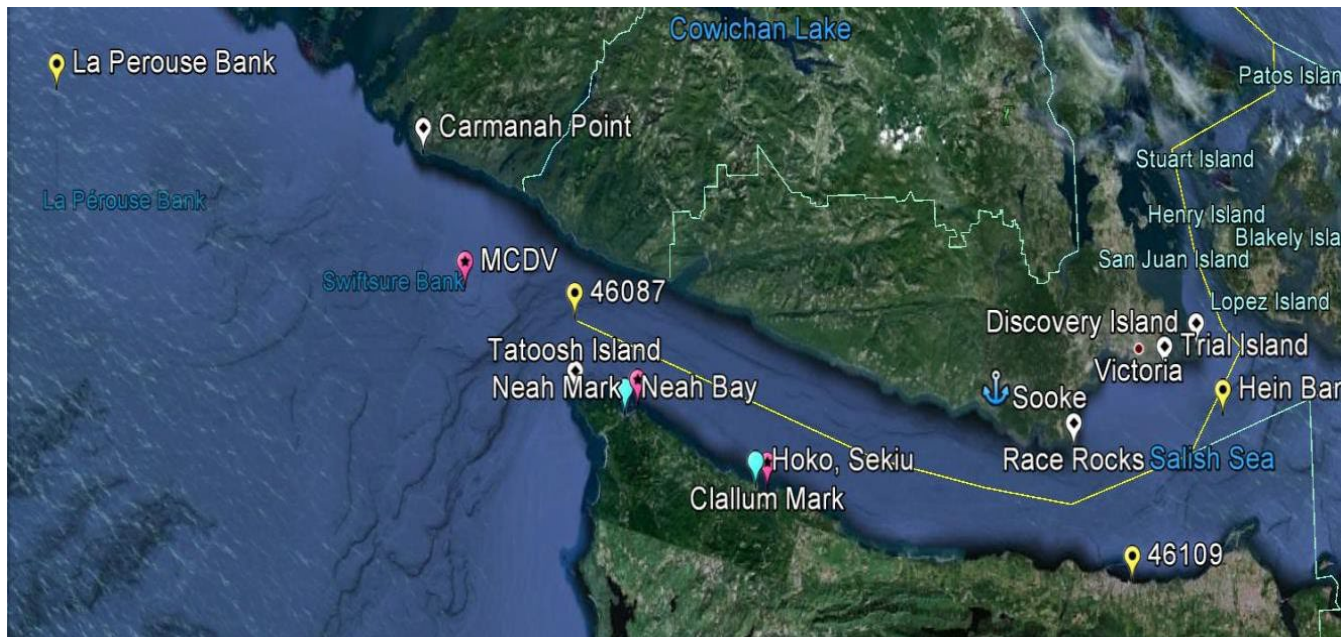 Cowichan Lake
La Perouse Bank
Patos Islan
Carmanah Point
Stuart Island
La Pérouse Bank
Henry Island
Blakely Isla
San Juan Island
MCDV
Swiftsure Bank
46087
Lopez Island
Discovery Island
Tatoosh Island
Trial Island
Victoria
Neah Mark
Neah Bay
Sooke
Hein Ban
Hoko, Sekiu
Race Rocks
Salish Sea
Clallum Mark
46109